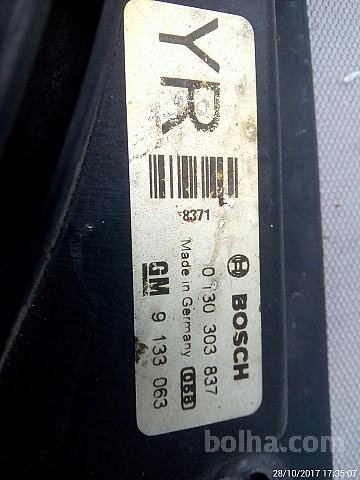 YR
8371
BOSCH
0 130 303 837
Made in Germany 058
GM 9 133 063
bolha.com
28/10/2017 17:35:07